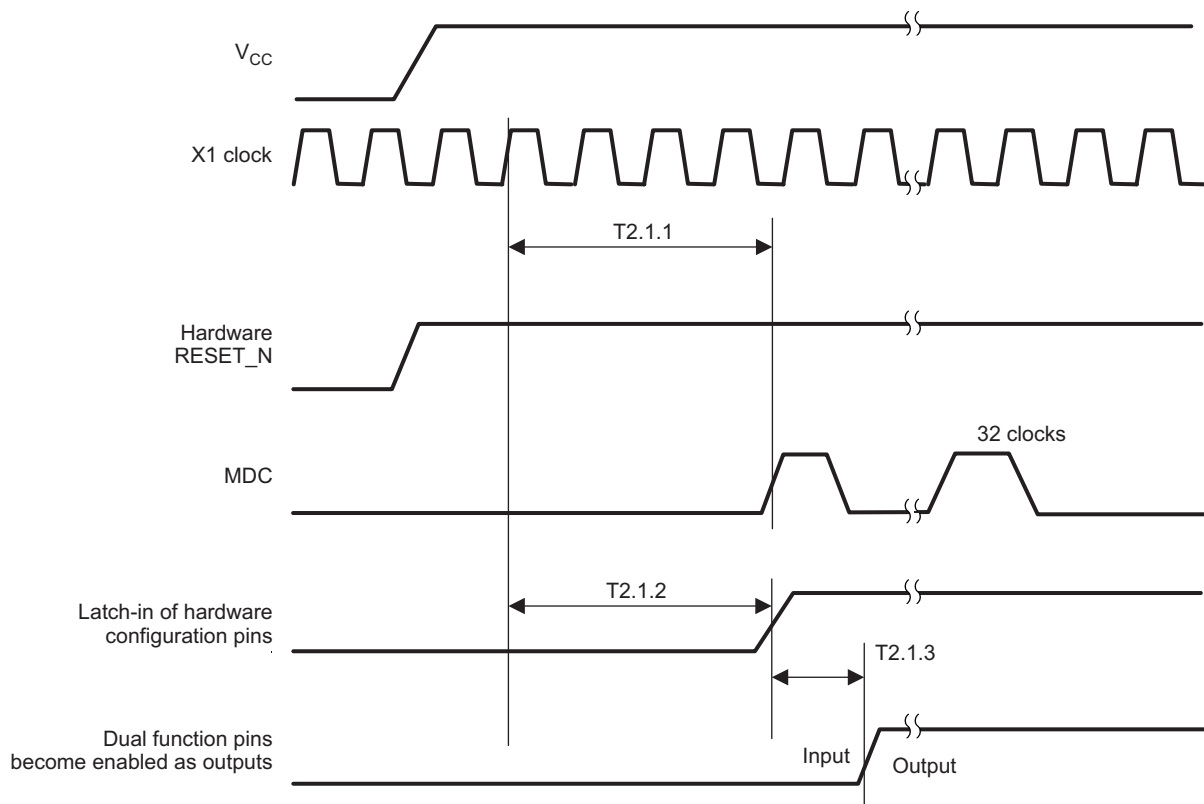 VCC
X1 clock
T2.1.1
Hardware
RESET_N
32 clocks
MDC
T2.1.2
Latch-in of hardware
configuration pins
T2.1.3
Dual function pins
become enabled as outputs
Input
Output